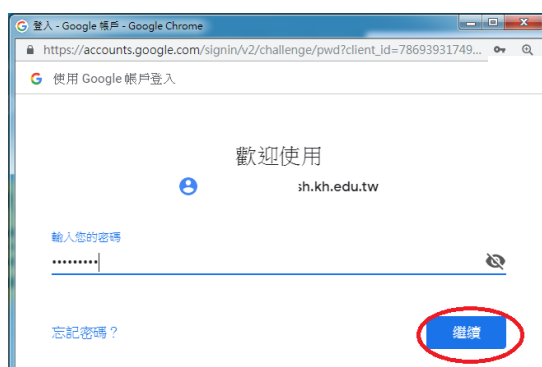 登入 - Google 帳戶 - Google Chrome
https://accounts.google.com/signin/v2/challenge/pwd?client_id=78693931749...
G 使用 Google 帳戶登入
歡迎使用
sh.kh.edu.tw
輸入您的密碼
•••••••••
忘記密碼？
繼續